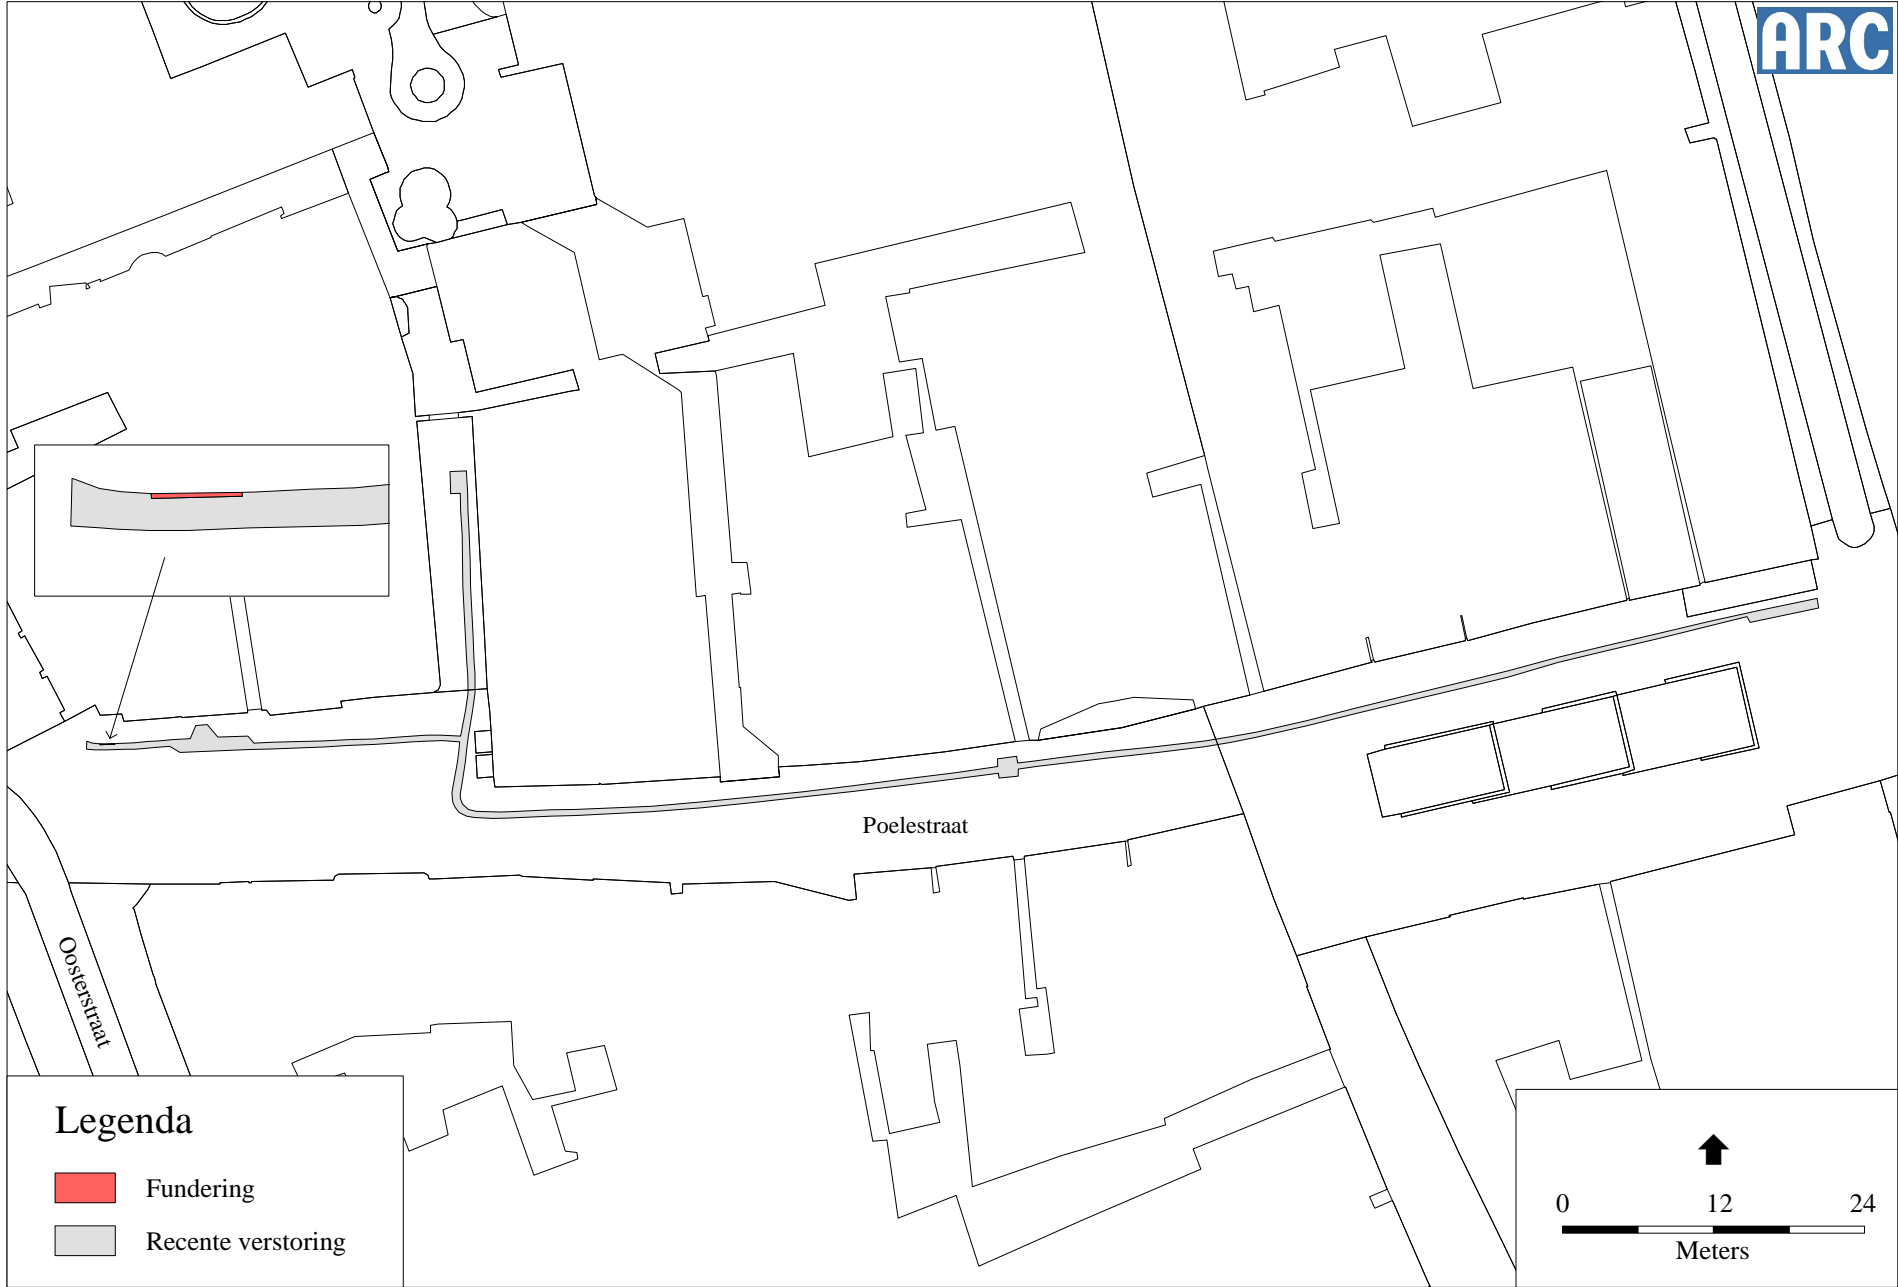 ARC
Poelestraat
Oosterstraat
Legenda
Fundering
Recente verstoring
0 12 24
Meters